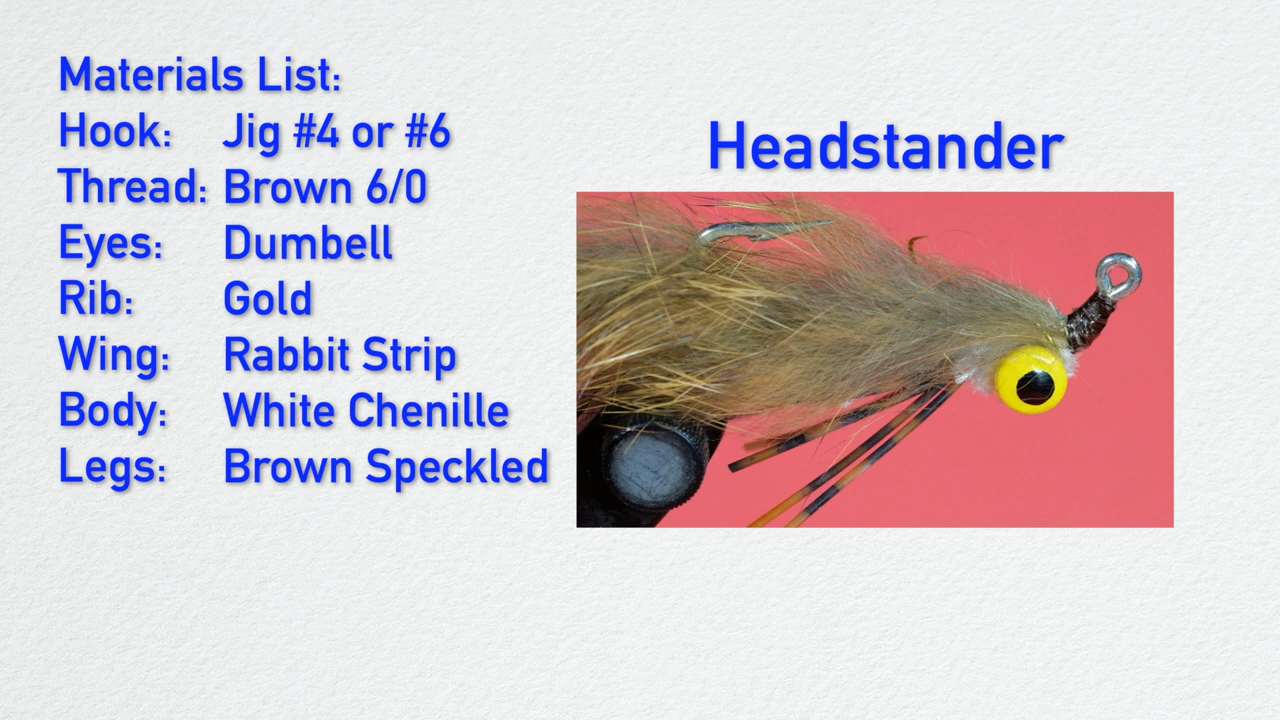 Materials List:
Hook: Jig #4 or #6
Thread: Brown 6/0
Eyes: Dumbell
Rib: Gold
Wing: Rabbit Strip
Body: White Chenille
Legs: Brown Speckled
Headstander